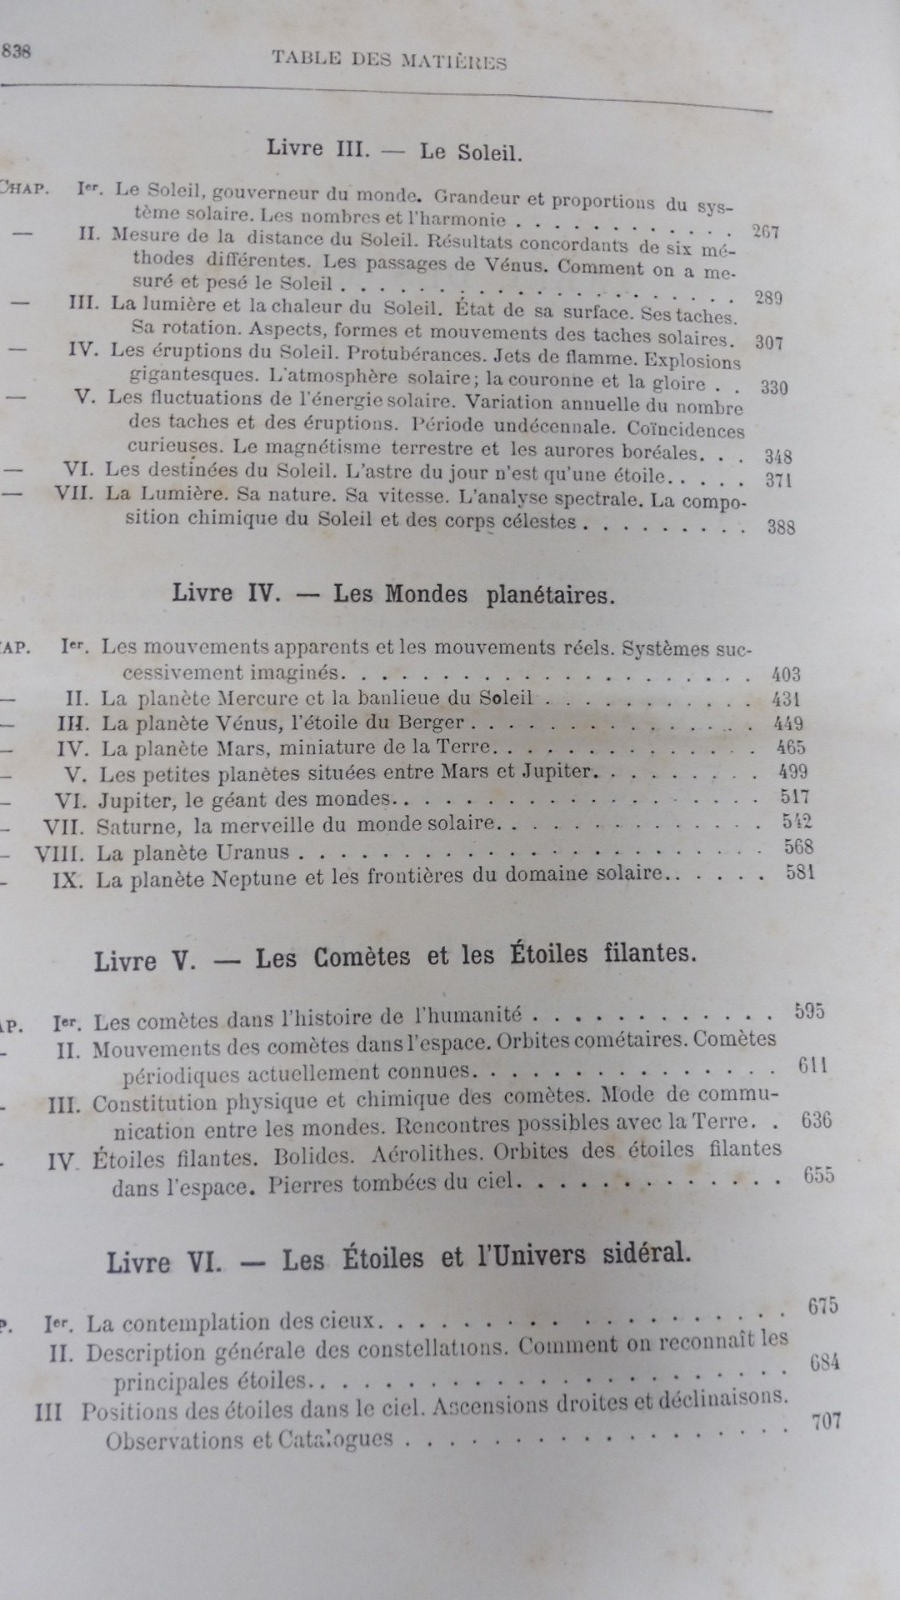 838
TABLE DES MATIÈRES
Livre III. — Le Soleil.
CHAP. Ier. Le Soleil, gouverneur du monde. Grandeur et proportions du sys-
tème solaire. Les nombres et l'harmonie . . . . . . . . . . . 267
— II. Mesure de la distance du Soleil. Résultats concordants de six mé-
thodes différentes. Les passages de Vénus. Comment on a me-
suré et pesé le Soleil . . . . . . . . . . . . . . . . . . . . 289
— III. La lumière et la chaleur du Soleil. État de sa surface. Ses taches.
Sa rotation. Aspects, formes et mouvements des taches solaires. 307
— IV. Les éruptions du Soleil. Protubérances. Jets de flamme. Explosions
gigantesques. L'atmosphère solaire; la couronne et la gloire . . 330
— V. Les fluctuations de l'énergie solaire. Variation annuelle du nombre
des taches et des éruptions. Période undécennale. Coïncidences
curieuses. Le magnétisme terrestre et les aurores boréales. . . 348
— VI. Les destinées du Soleil. L'astre du jour n'est qu'une étoile. . . . . 371
— VII. La Lumière. Sa nature. Sa vitesse. L'analyse spectrale. La compo-
sition chimique du Soleil et des corps célestes . . . . . . . . . 388
Livre IV. — Les Mondes planétaires.
AP. Ier. Les mouvements apparents et les mouvements réels. Systèmes suc-
cessivement imaginés. . . . . . . . . . . . . . . . . . . . 403
— II. La planète Mercure et la banlieue du Soleil . . . . . . . . . . 431
— III. La planète Vénus, l'étoile du Berger . . . . . . . . . . . . . 449
— IV. La planète Mars, miniature de la Terre. . . . . . . . . . . . 465
— V. Les petites planètes situées entre Mars et Jupiter. . . . . . . . 499
— VI. Jupiter, le géant des mondes. . . . . . . . . . . . . . . . . 517
— VII. Saturne, la merveille du monde solaire. . . . . . . . . . . . 542
— VIII. La planète Uranus . . . . . . . . . . . . . . . . . . . . . 568
— IX. La planète Neptune et les frontières du domaine solaire. . . . . . 581
Livre V. — Les Comètes et les Étoiles filantes.
AP. Ier. Les comètes dans l'histoire de l'humanité . . . . . . . . . . . 595
— II. Mouvements des comètes dans l'espace. Orbites cométaires. Comètes
périodiques actuellement connues. . . . . . . . . . . . . . . 611
— III. Constitution physique et chimique des comètes. Mode de commu-
nication entre les mondes. Rencontres possibles avec la Terre. . 636
— IV. Étoiles filantes. Bolides. Aérolithes. Orbites des étoiles filantes
dans l'espace. Pierres tombées du ciel. . . . . . . . . . . . . 655
Livre VI. — Les Étoiles et l'Univers sidéral.
P. Ier. La contemplation des cieux. . . . . . . . . . . . . . . . . . 675
II. Description générale des constellations. Comment on reconnaît les
principales étoiles. . . . . . . . . . . . . . . . . . . . . 684
III Positions des étoiles dans le ciel. Ascensions droites et déclinaisons.
Observations et Catalogues . . . . . . . . . . . . . . . . . 707